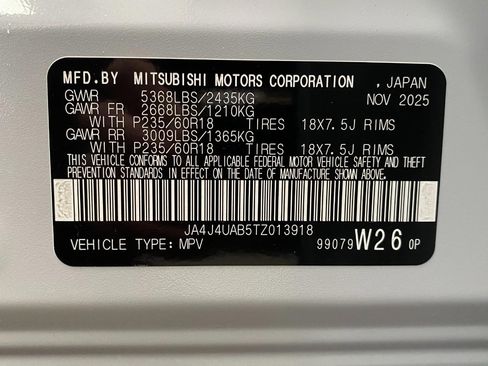 MFD.BY MITSUBISHI MOTORS CORPORATION , JAPAN
GVWR 5368LBS/2435KG NOV 2025
GAWR FR 2668LBS/1210KG
WITH P235/60R18 TIRES 18X7.5J RIMS
GAWR RR 3009LBS/1365KG
WITH P235/60R18 TIRES 18X7.5J RIMS
THIS VEHICLE CONFORMS TO ALL APPLICABLE FEDERAL MOTOR VEHICLE SAFETY AND THEFT
PREVENTION STANDARDS IN EFFECT ON THE DATE OF MANUFACTURE SHOWN ABOVE.
JA4J4UAB5TZ013918
VEHICLE TYPE: MPV 99079 W26 0P